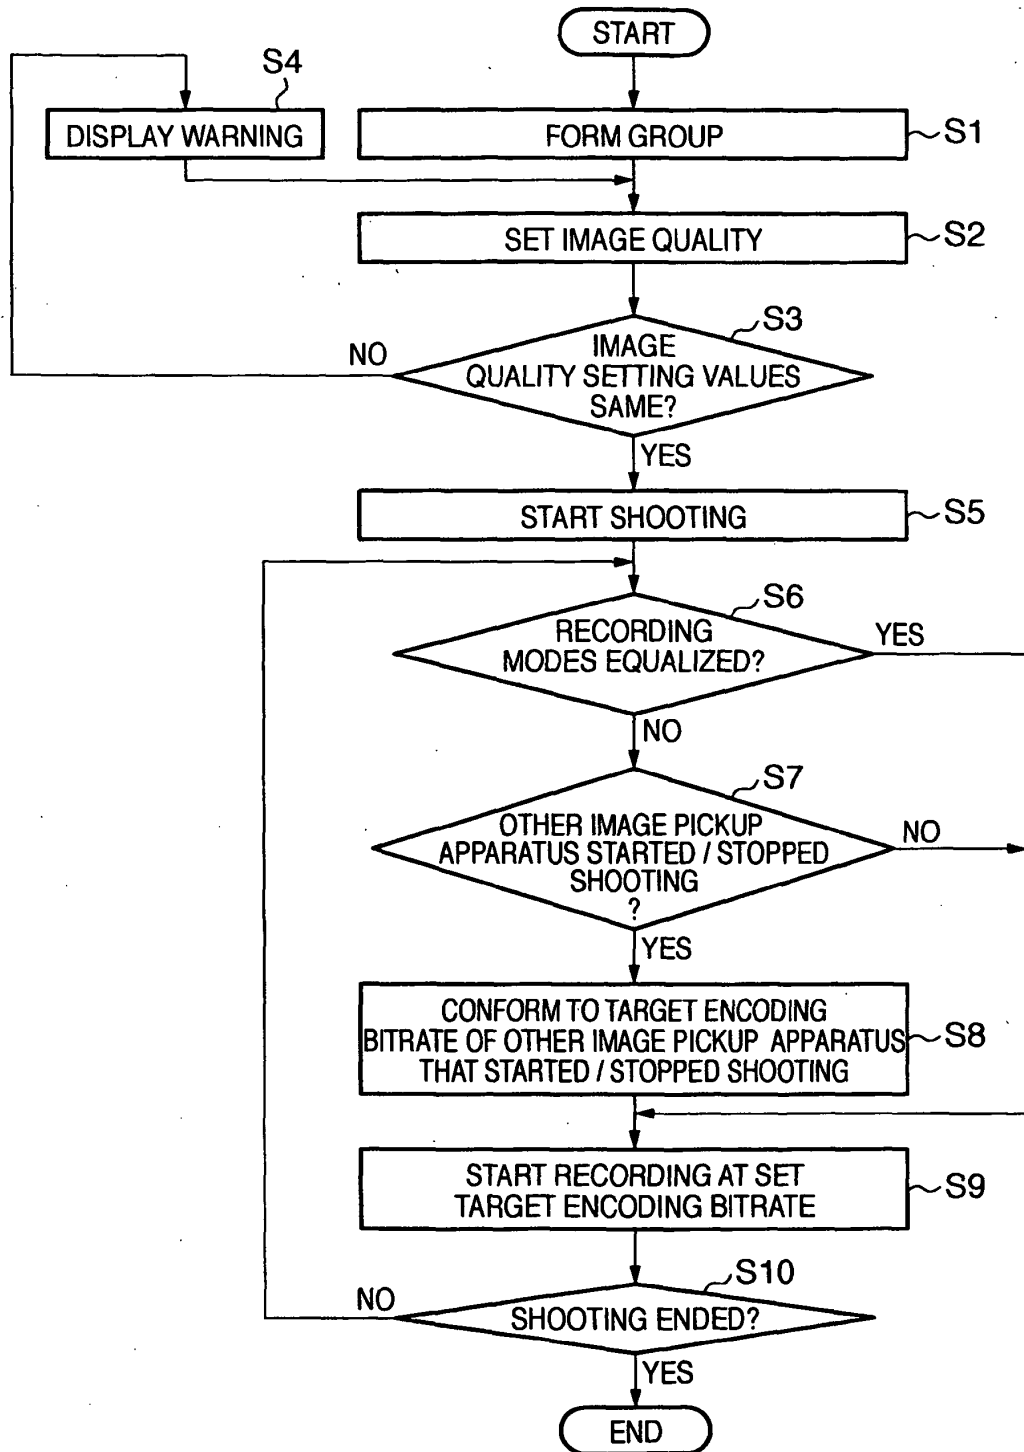 START
S4
DISPLAY WARNING
FORM GROUP
S1
SET IMAGE QUALITY
S2
S3
NO
IMAGE
QUALITY SETTING VALUES
SAME?
YES
START SHOOTING
S5
S6
RECORDING
MODES EQUALIZED?
YES
NO
S7
OTHER IMAGE PICKUP
APPARATUS STARTED / STOPPED
SHOOTING
?
NO
YES
CONFORM TO TARGET ENCODING
BITRATE OF OTHER IMAGE PICKUP APPARATUS
THAT STARTED / STOPPED SHOOTING
S8
START RECORDING AT SET
TARGET ENCODING BITRATE
S9
S10
NO
SHOOTING ENDED?
YES
END